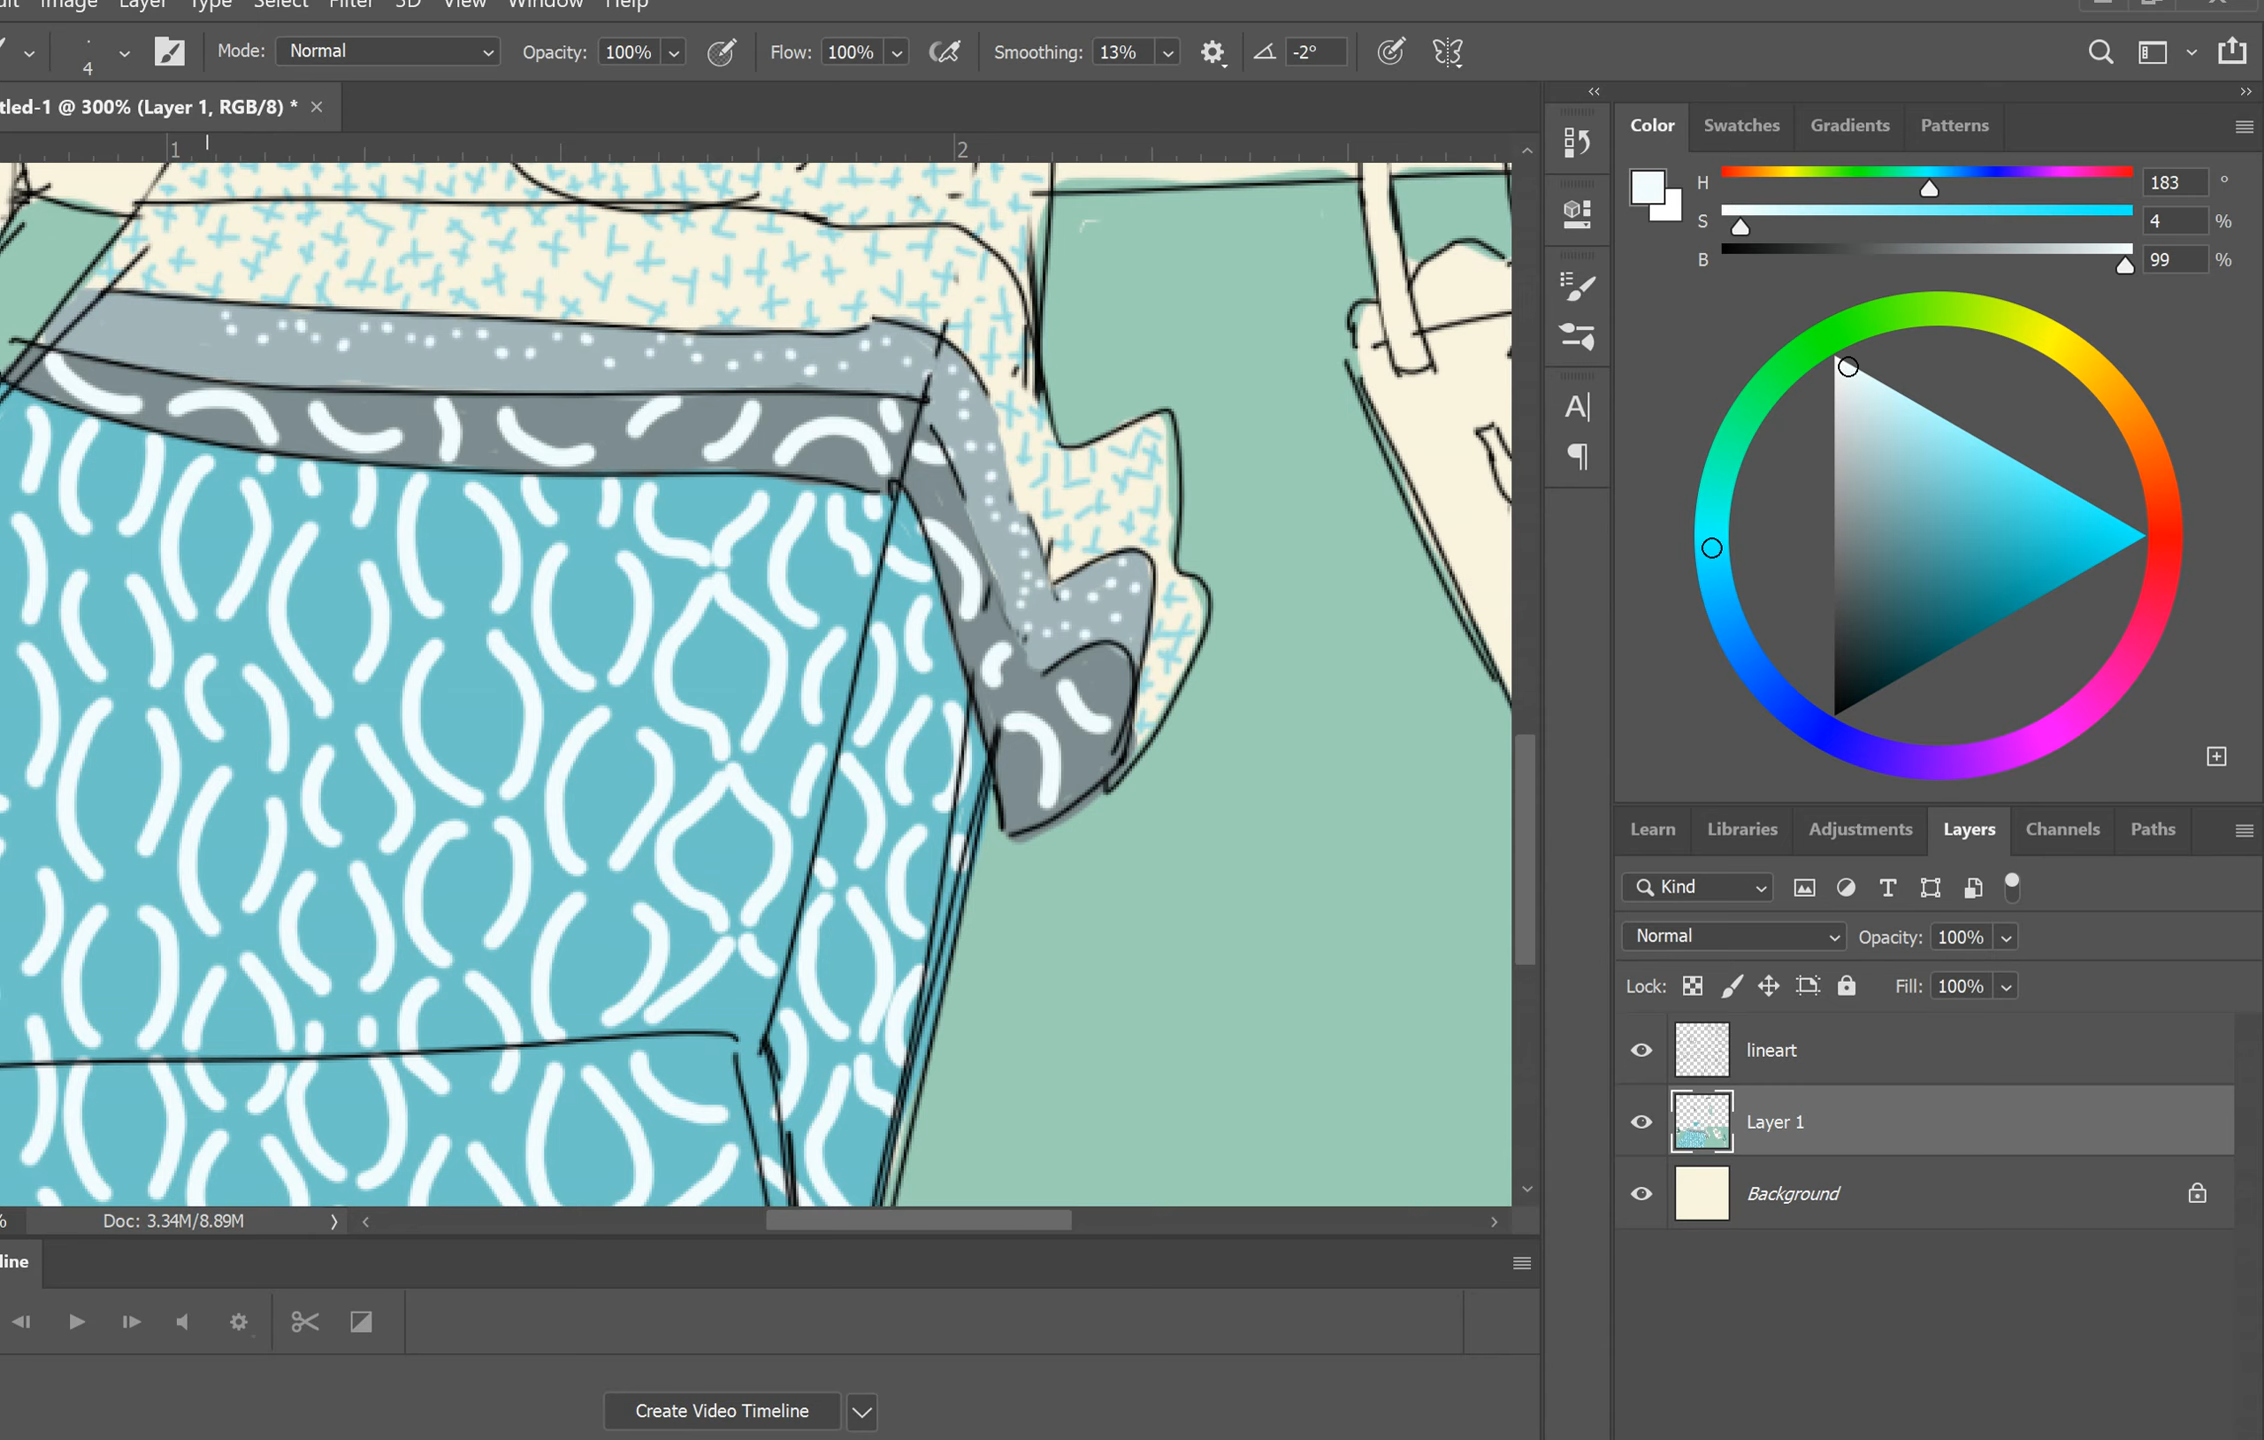 Image Layer Type Select Filter 3D View Window Help
4 Mode: Normal Opacity: 100% Flow: 100% Smoothing: 13% -2°
tled-1 @ 300% (Layer 1, RGB/8) * ×
1 2
Color Swatches Gradients Patterns
H 183 °
S 4 %
B 99 %
Learn Libraries Adjustments Layers Channels Paths
Kind
Normal Opacity: 100%
Lock: Fill: 100%
lineart
Layer 1
Background
% Doc: 3.34M/8.89M
line
Create Video Timeline